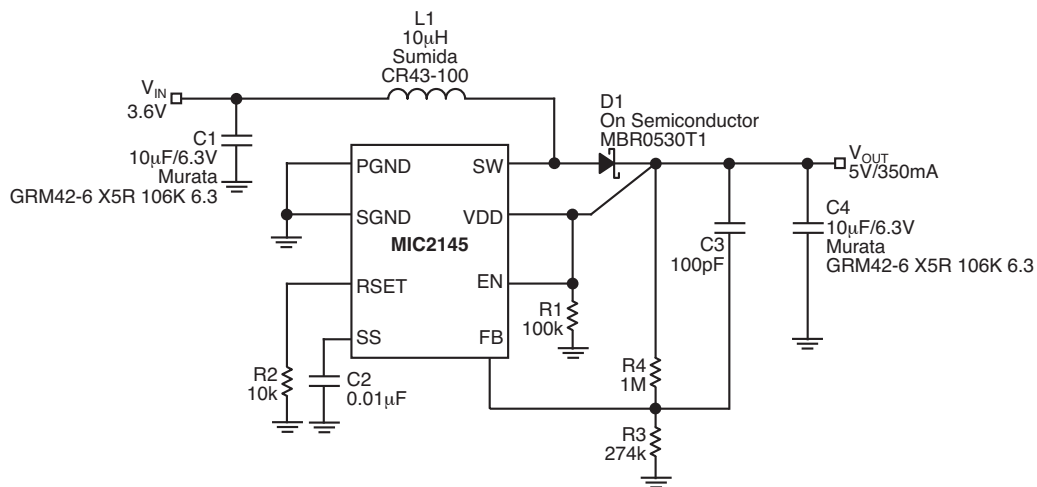 L1
10µH
Sumida
CR43-100
VIN
3.6V
C1
10µF/6.3V
Murata
GRM42-6 X5R 106K 6.3
D1
On Semiconductor
MBR0530T1
VOUT
5V/350mA
PGND
SW
SGND
VDD
MIC2145
RSET
EN
SS
FB
C4
10µF/6.3V
Murata
GRM42-6 X5R 106K 6.3
C3
100pF
R1
100k
R2
10k
C2
0.01µF
R4
1M
R3
274k